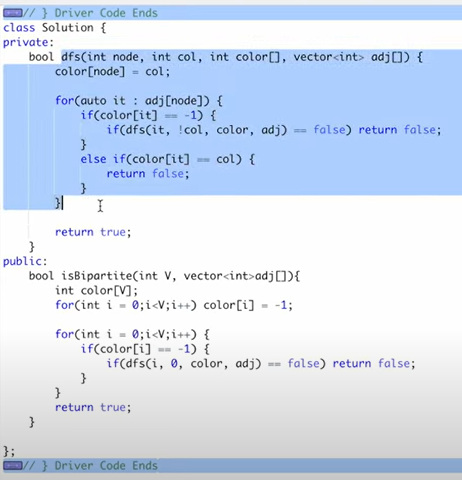 // } Driver Code Ends
class Solution {
private:
    bool dfs(int node, int col, int color[], vector<int> adj[]) {
        color[node] = col;

        for(auto it : adj[node]) {
            if(color[it] == -1) {
                if(dfs(it, !col, color, adj) == false) return false;
            }
            else if(color[it] == col) {
                return false;
            }
        }

        return true;
    }
public:
    bool isBipartite(int V, vector<int>adj[]){
        int color[V];
        for(int i = 0;i<V;i++) color[i] = -1;

        for(int i = 0;i<V;i++) {
            if(color[i] == -1) {
                if(dfs(i, 0, color, adj) == false) return false;
            }
        }
        return true;
    }

};
// } Driver Code Ends